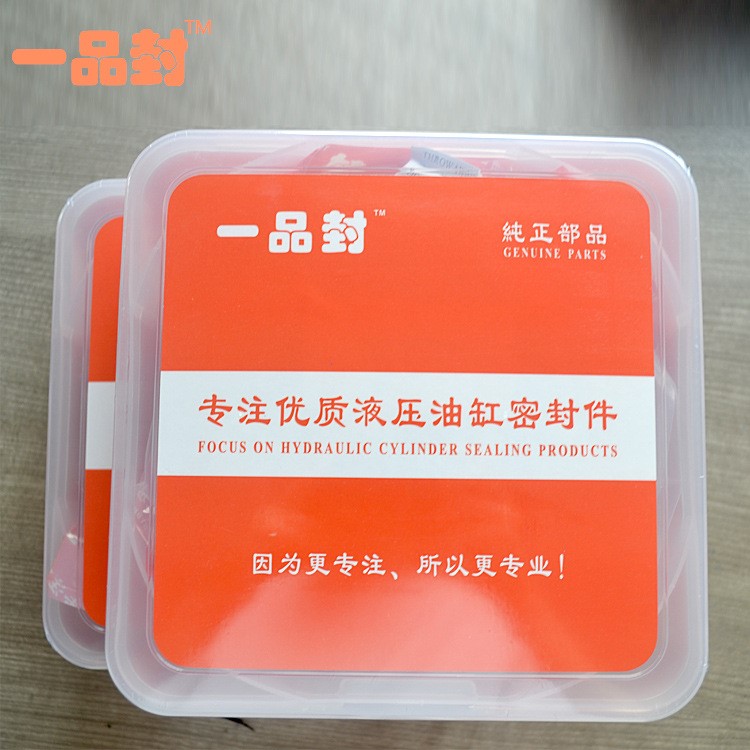 一品封™
一品封™
純正部品
GENUINE PARTS
专注优质液压油缸密封件
FOCUS ON HYDRAULIC CYLINDER SEALING PRODUCTS
因为更专注、所以更专业!